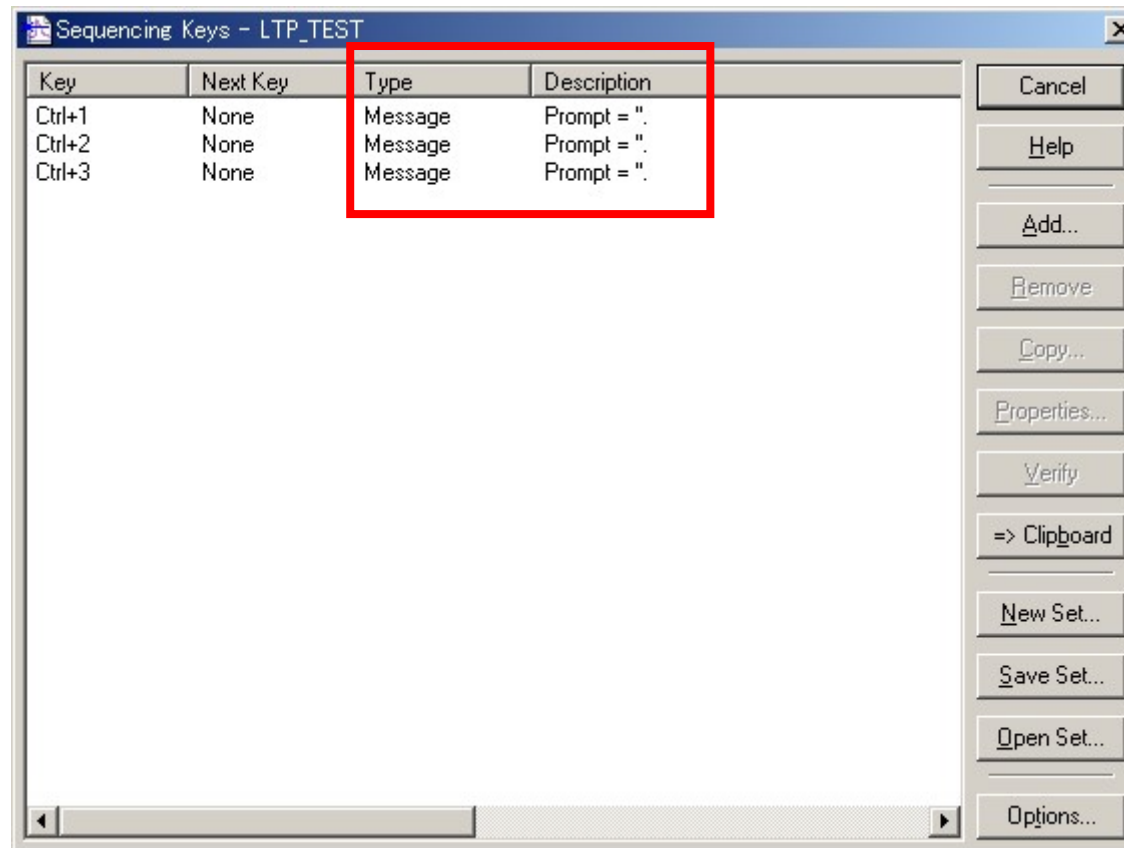 Sequencing Keys - LTP_TEST
Key Next Key Type Description
Ctrl+1 None Message Prompt = ".
Ctrl+2 None Message Prompt = ".
Ctrl+3 None Message Prompt = ".
Cancel
Help
Add...
Remove
Copy...
Properties...
Verify
=> Clipboard
New Set...
Save Set...
Open Set...
Options...